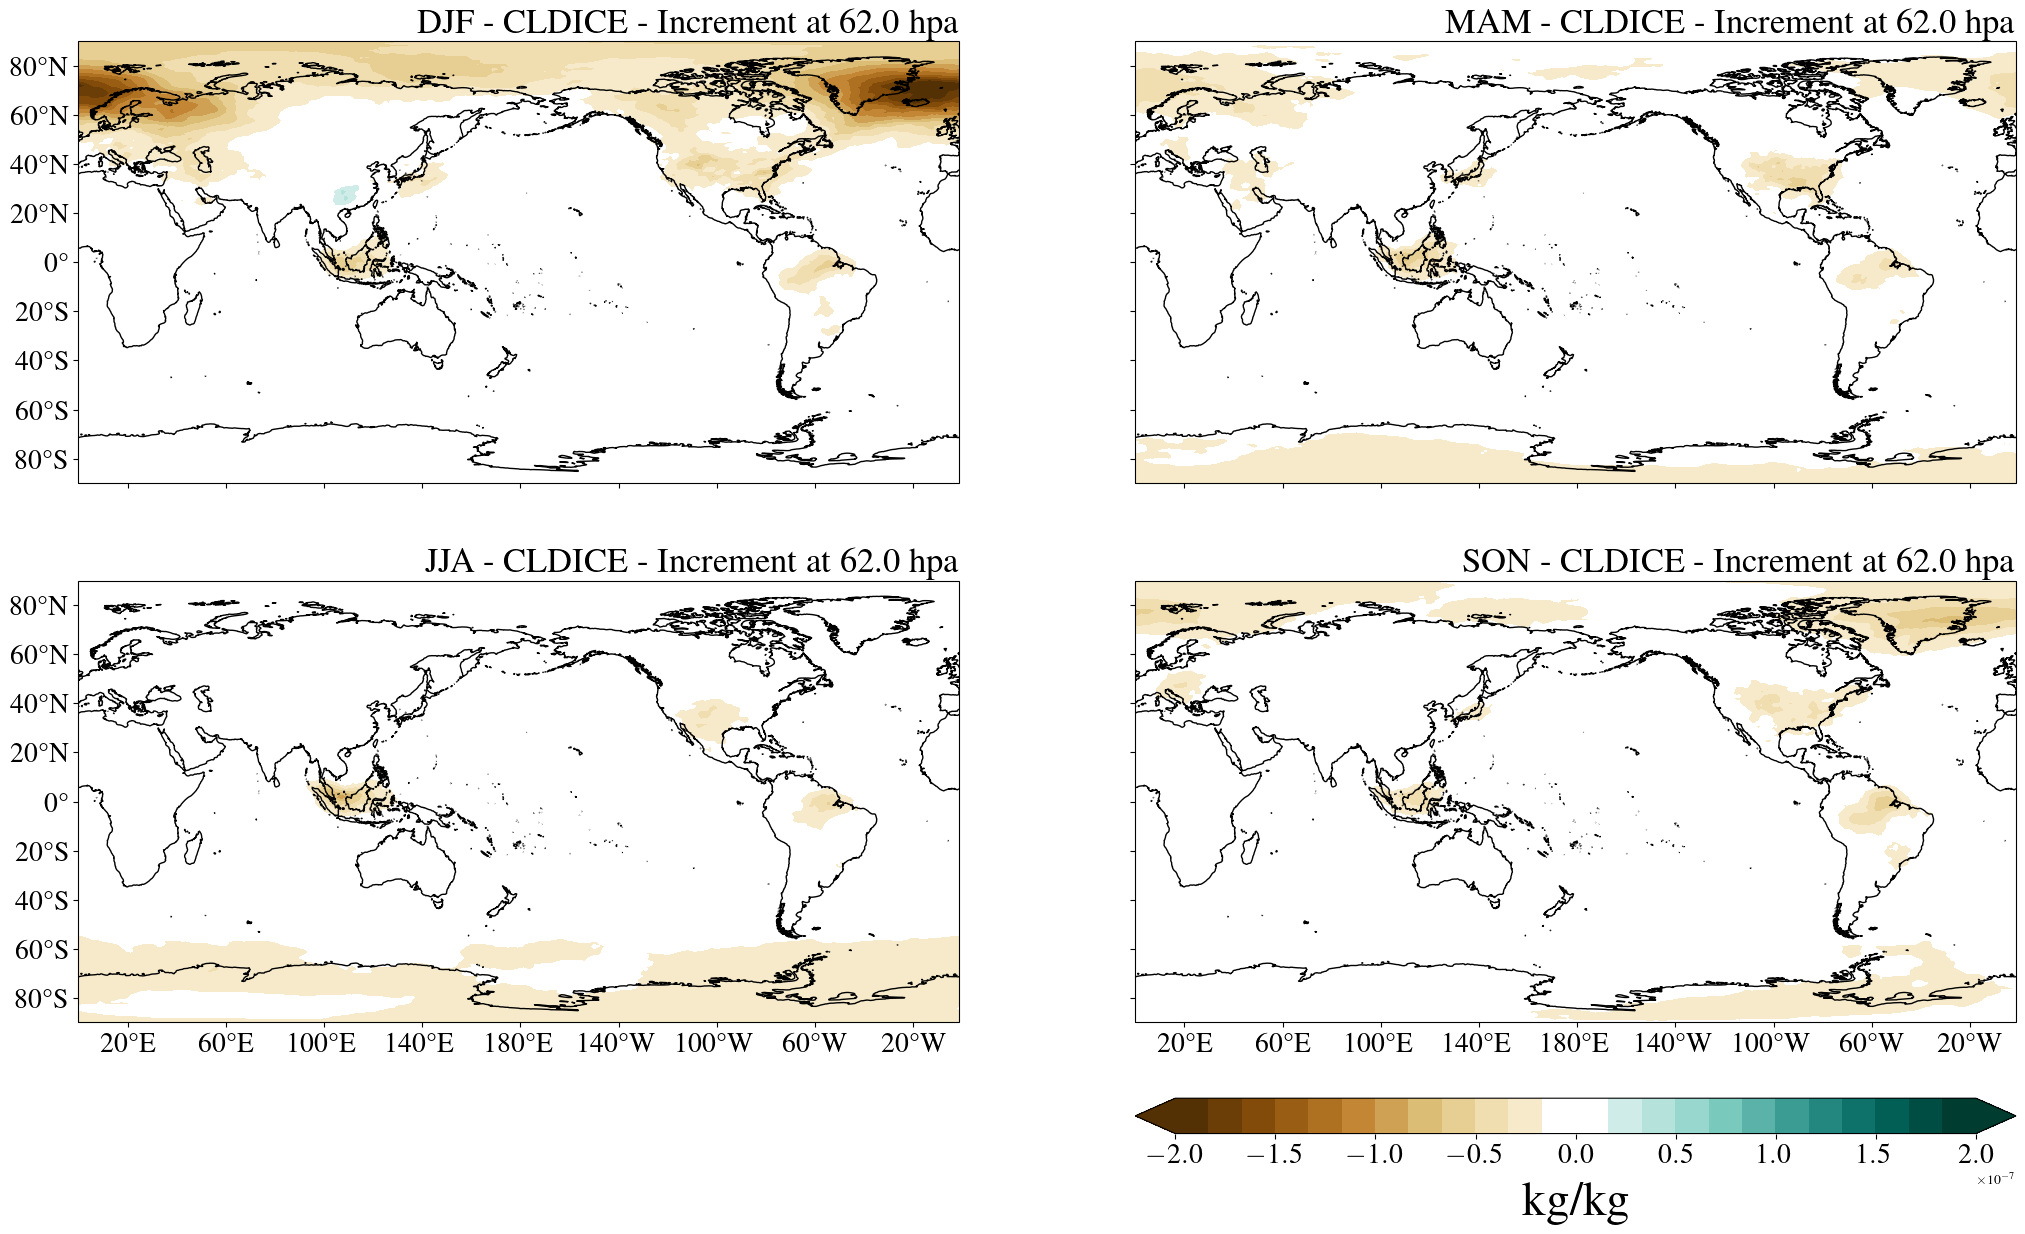 DJF - CLDICE - Increment at 62.0 hpa
MAM - CLDICE - Increment at 62.0 hpa
80°N
60°N
40°N
20°N
0°
20°S
40°S
60°S
80°S
JJA - CLDICE - Increment at 62.0 hpa
SON - CLDICE - Increment at 62.0 hpa
80°N
60°N
40°N
20°N
0°
20°S
40°S
60°S
80°S
20°E 60°E 100°E 140°E 180°E 140°W 100°W 60°W 20°W
20°E 60°E 100°E 140°E 180°E 140°W 100°W 60°W 20°W
−2.0 −1.5 −1.0 −0.5 0.0 0.5 1.0 1.5 2.0
×10⁻⁷
kg/kg